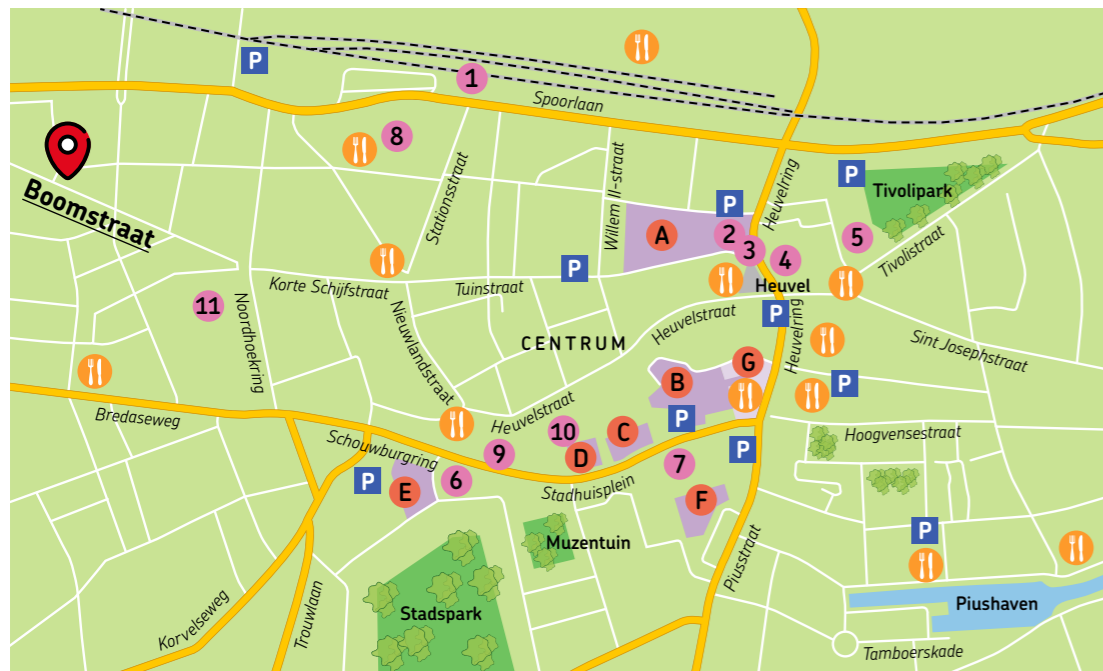 P
1
Spoorlaan
8
Boomstraat
Stationsstraat
Willem II-straat
P
A
2
3
Heuvelring
P
Tivolipark
5
4
Tivolistraat
Heuvel
P
Korte Schijfstraat
Tuinstraat
11
Noordhoekring
Nieuwlandstraat
CENTRUM
Heuvelstraat
P
Heuvelring
Sint Josephstraat
G
B
P
P
Bredaseweg
Heuvelstraat
10
C
D
9
Schouwburgring
P
E
6
Stadhuisplein
7
P
F
Hoogvensestraat
Muzentuin
Piusstraat
P
Stadspark
Trouwlaan
Korvelseweg
Piushaven
Tamboerskade